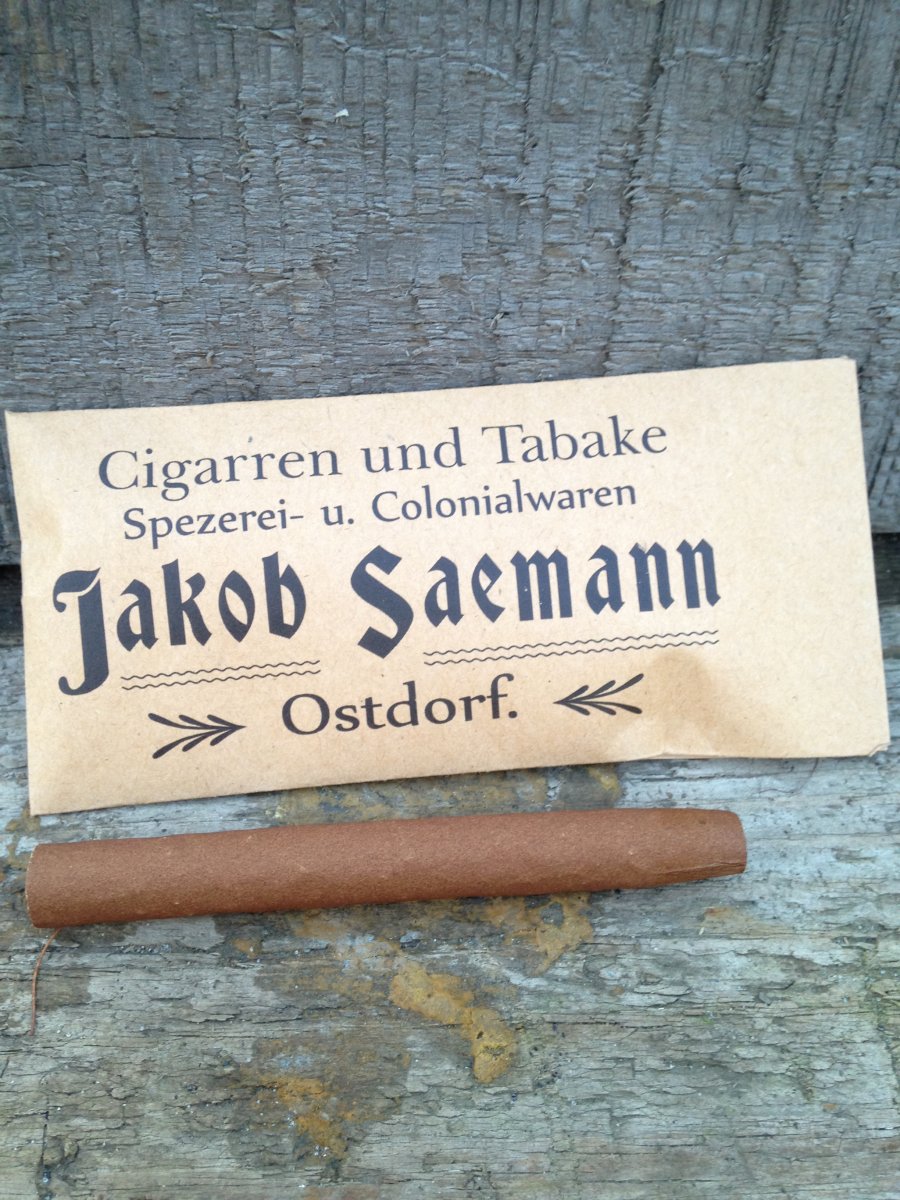 Cigarren und Tabake
Spezerei- u. Colonialwaren
Jakob Saemann
Ostdorf.